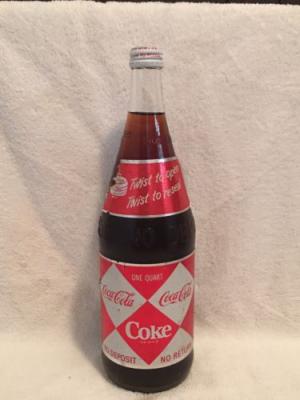 Twist to open
Twist to reseal
ONE QUART
Coca-Cola Coca-Cola
Coke
NO DEPOSIT NO RETURN